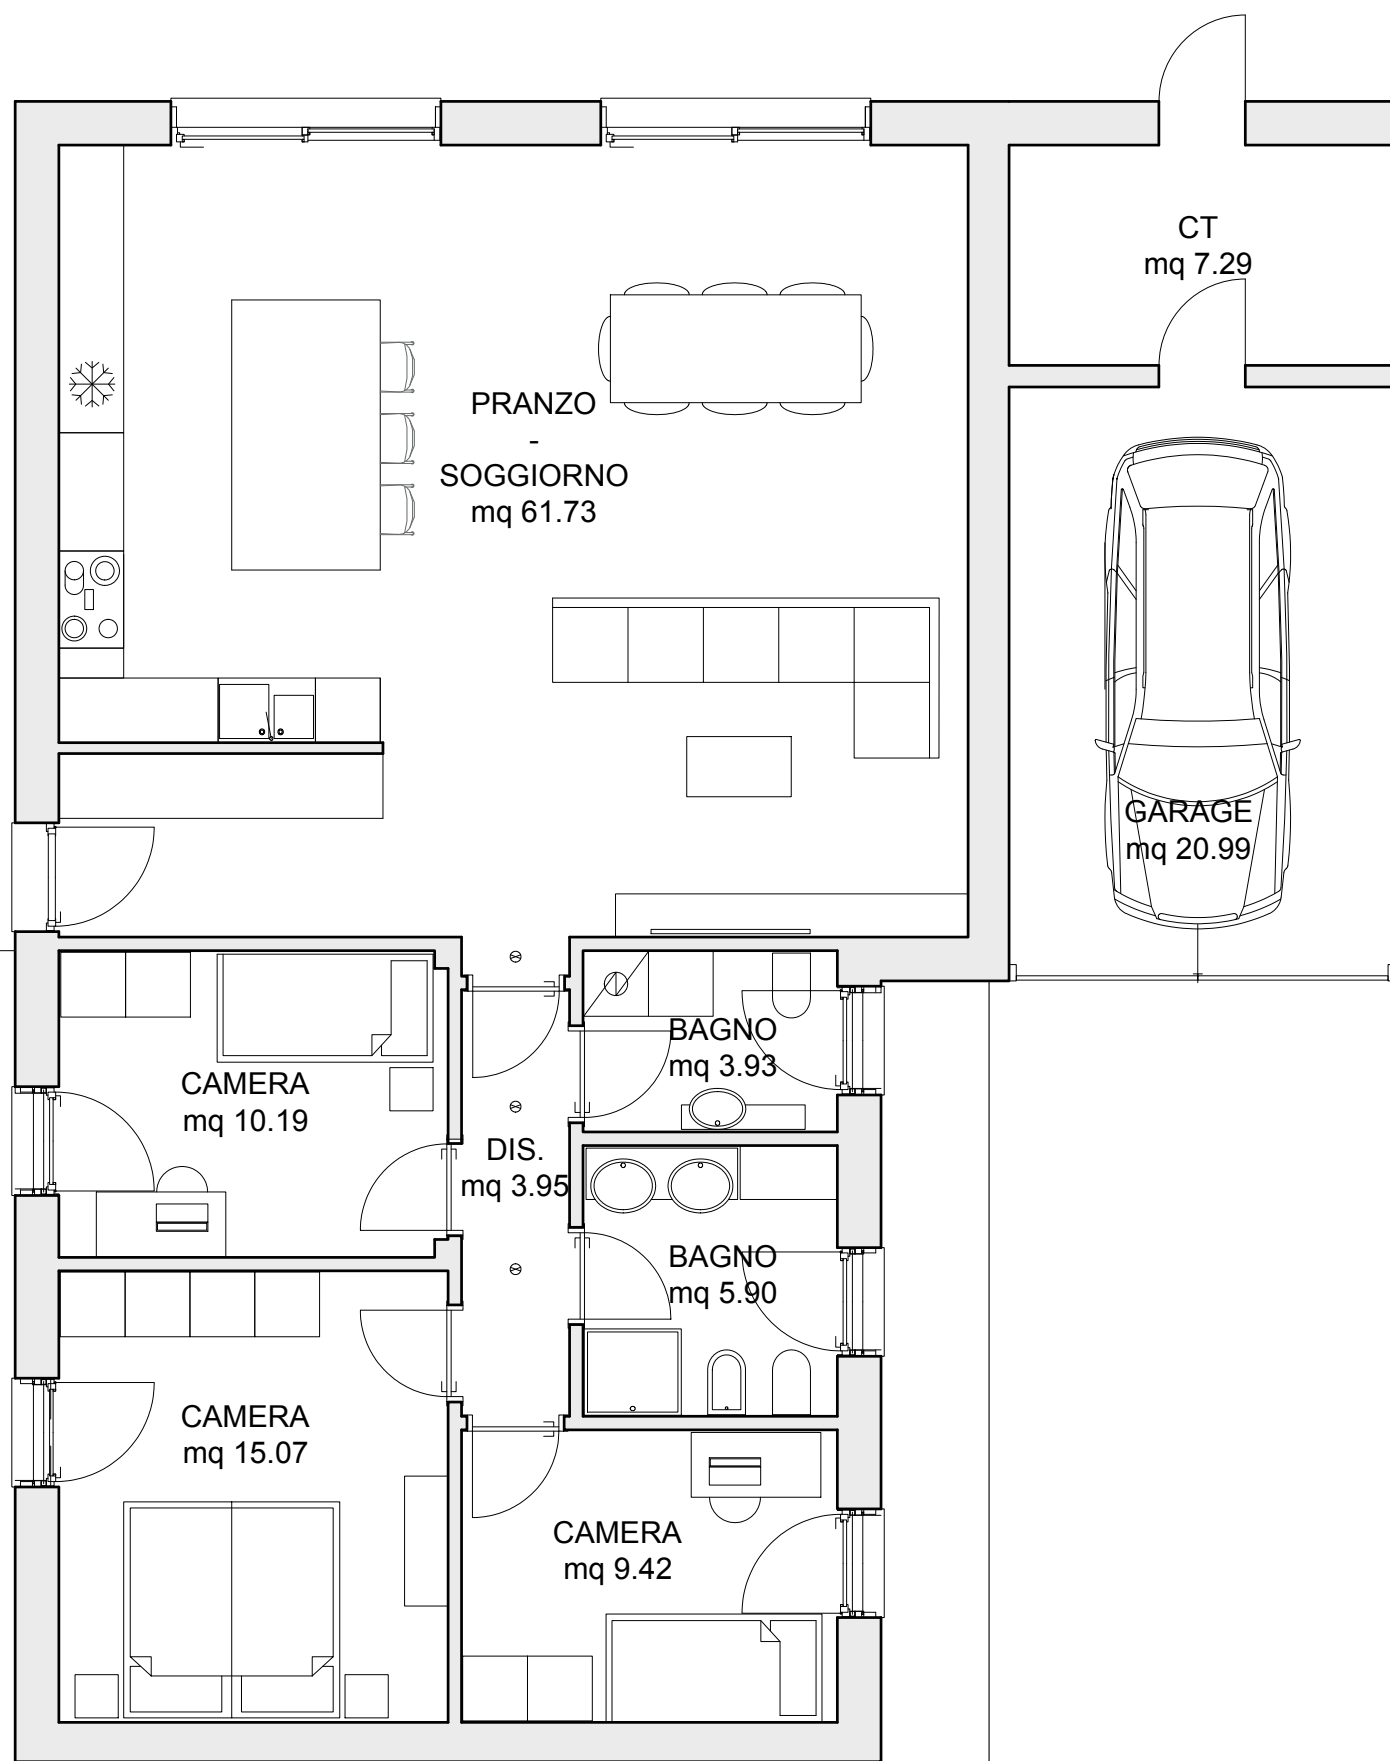 CT
mq 7.29
PRANZO
-
SOGGIORNO
mq 61.73
GARAGE
mq 20.99
BAGNO
mq 3.93
CAMERA
mq 10.19
DIS.
mq 3.95
BAGNO
mq 5.90
CAMERA
mq 15.07
CAMERA
mq 9.42